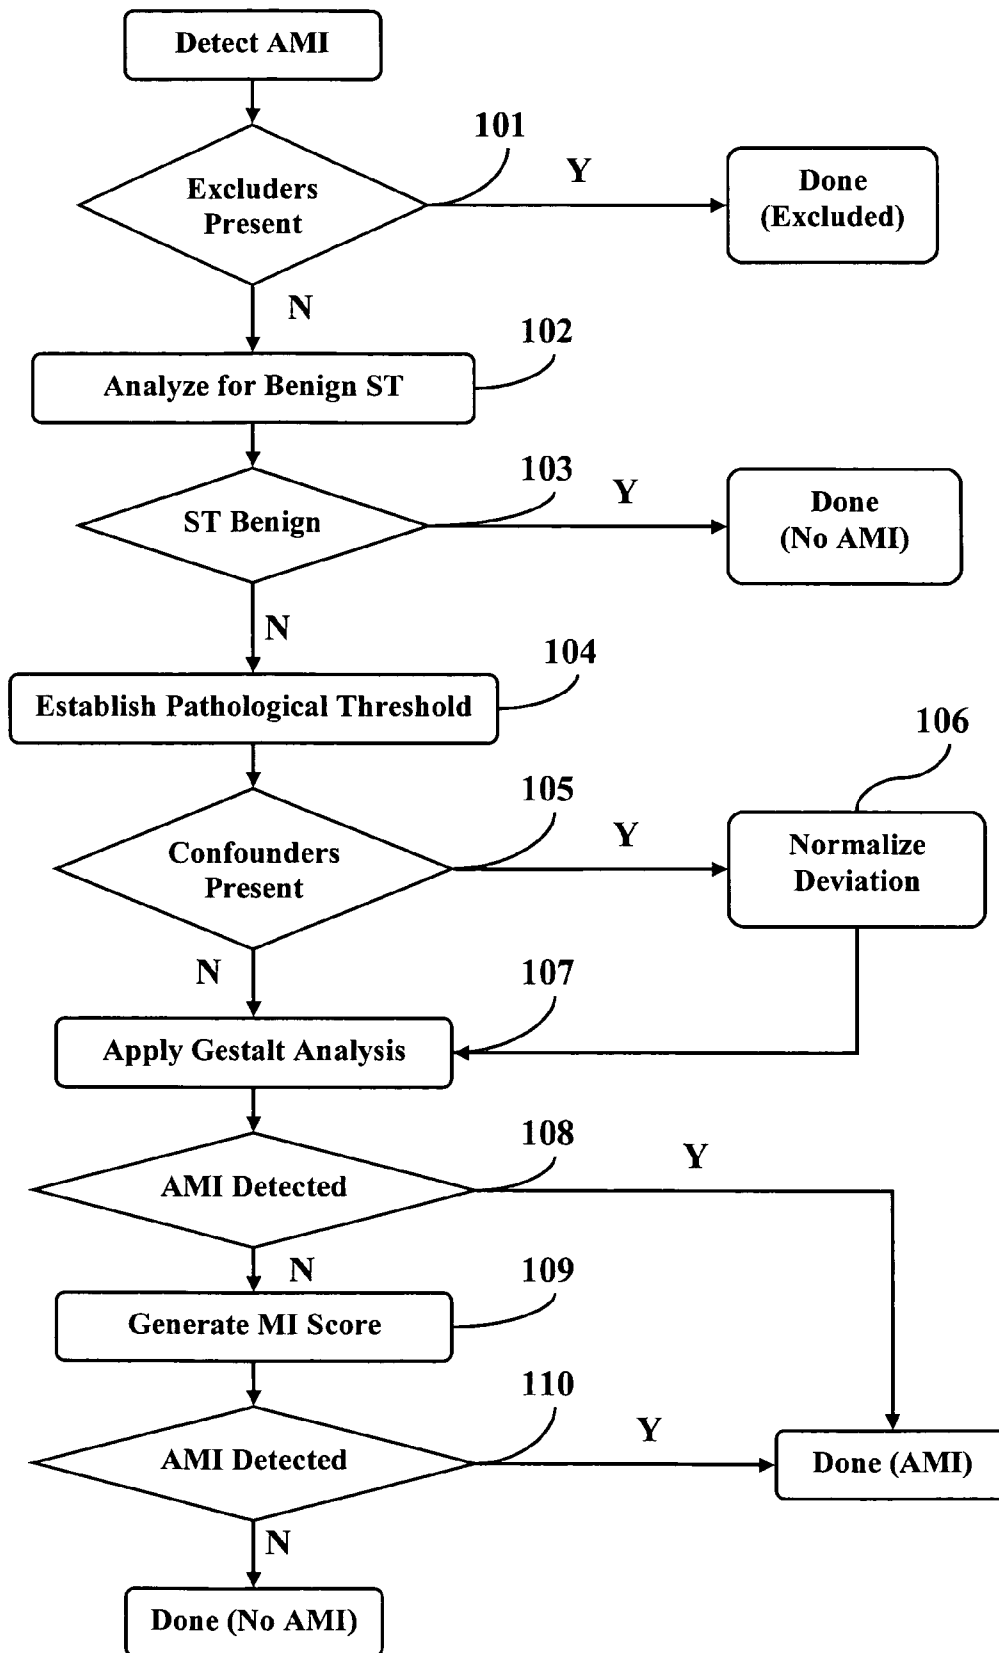 Detect AMI
101
Excluders
Present
Y
Done
(Excluded)
N
102
Analyze for Benign ST
103
ST Benign
Y
Done
(No AMI)
N
104
Establish Pathological Threshold
105
Confounders
Present
Y
106
Normalize
Deviation
N
107
Apply Gestalt Analysis
108
AMI Detected
Y
N
109
Generate MI Score
110
AMI Detected
Y
Done (AMI)
N
Done (No AMI)